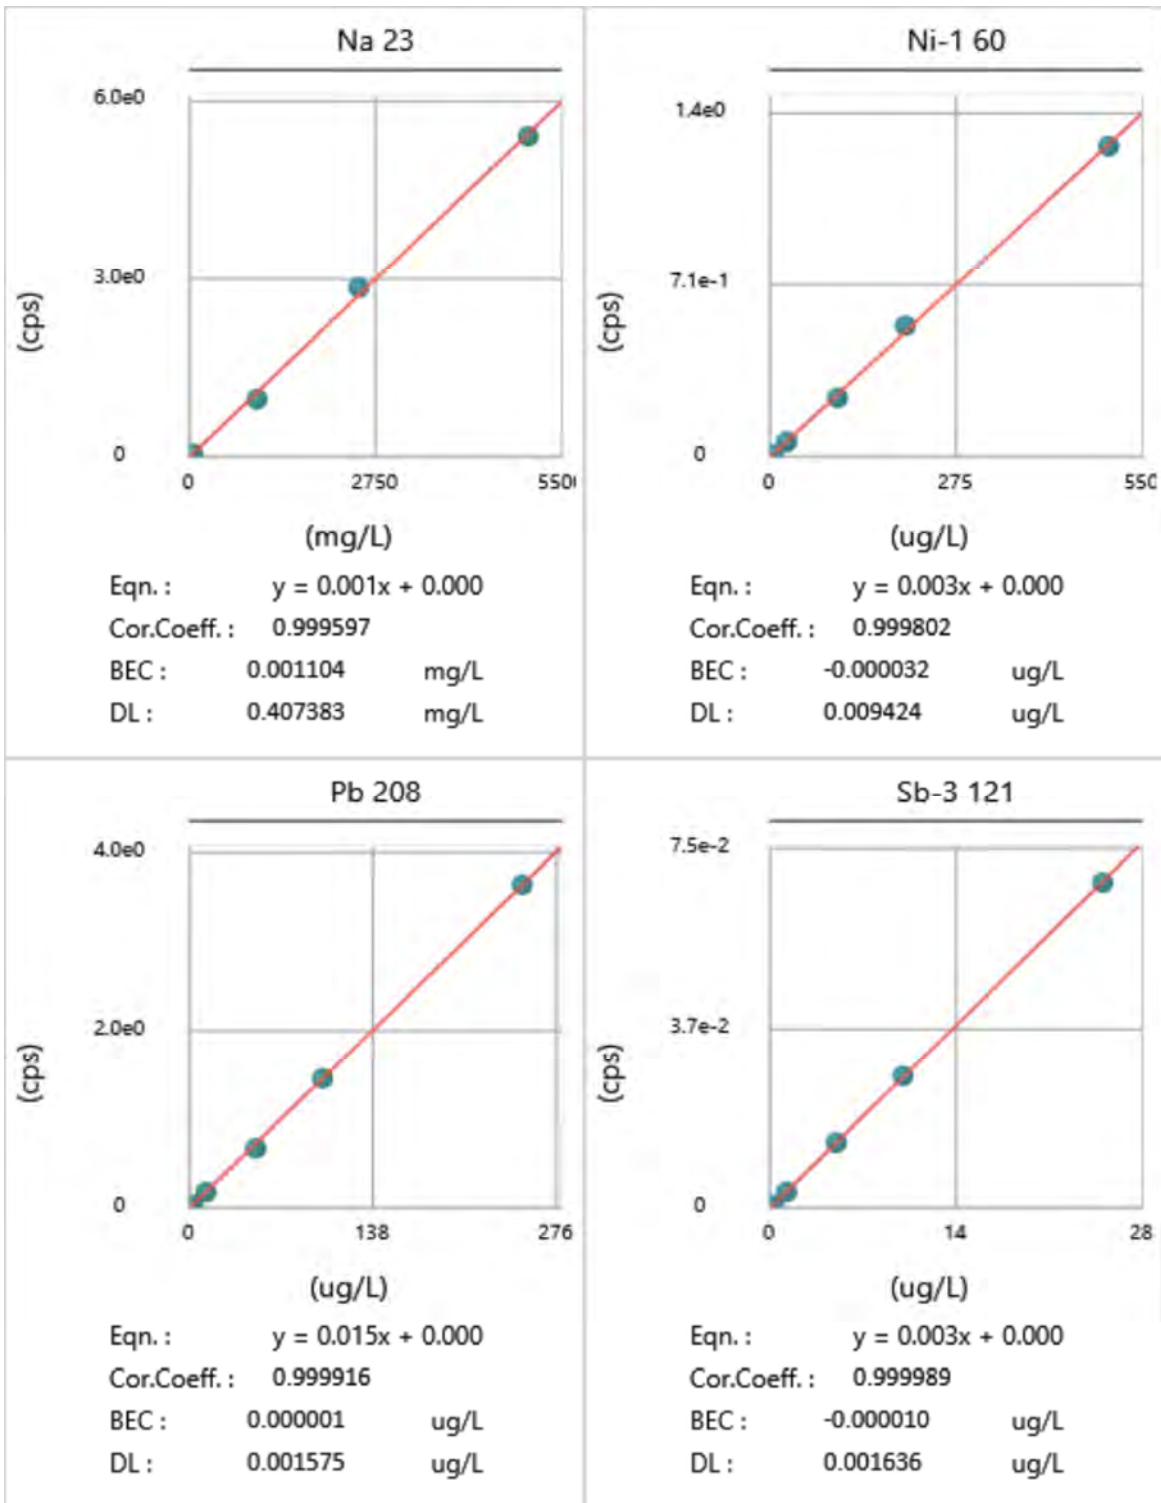 Na 23
6.0e0
3.0e0
0
(cps)
0 2750 5500
(mg/L)
Eqn. : y = 0.001x + 0.000
Cor.Coeff. : 0.999597
BEC : 0.001104 mg/L
DL : 0.407383 mg/L
Ni-1 60
1.4e0
7.1e-1
0
(cps)
0 275 550
(ug/L)
Eqn. : y = 0.003x + 0.000
Cor.Coeff. : 0.999802
BEC : -0.000032 ug/L
DL : 0.009424 ug/L
Pb 208
4.0e0
2.0e0
0
(cps)
0 138 276
(ug/L)
Eqn. : y = 0.015x + 0.000
Cor.Coeff. : 0.999916
BEC : 0.000001 ug/L
DL : 0.001575 ug/L
Sb-3 121
7.5e-2
3.7e-2
0
(cps)
0 14 28
(ug/L)
Eqn. : y = 0.003x + 0.000
Cor.Coeff. : 0.999989
BEC : -0.000010 ug/L
DL : 0.001636 ug/L